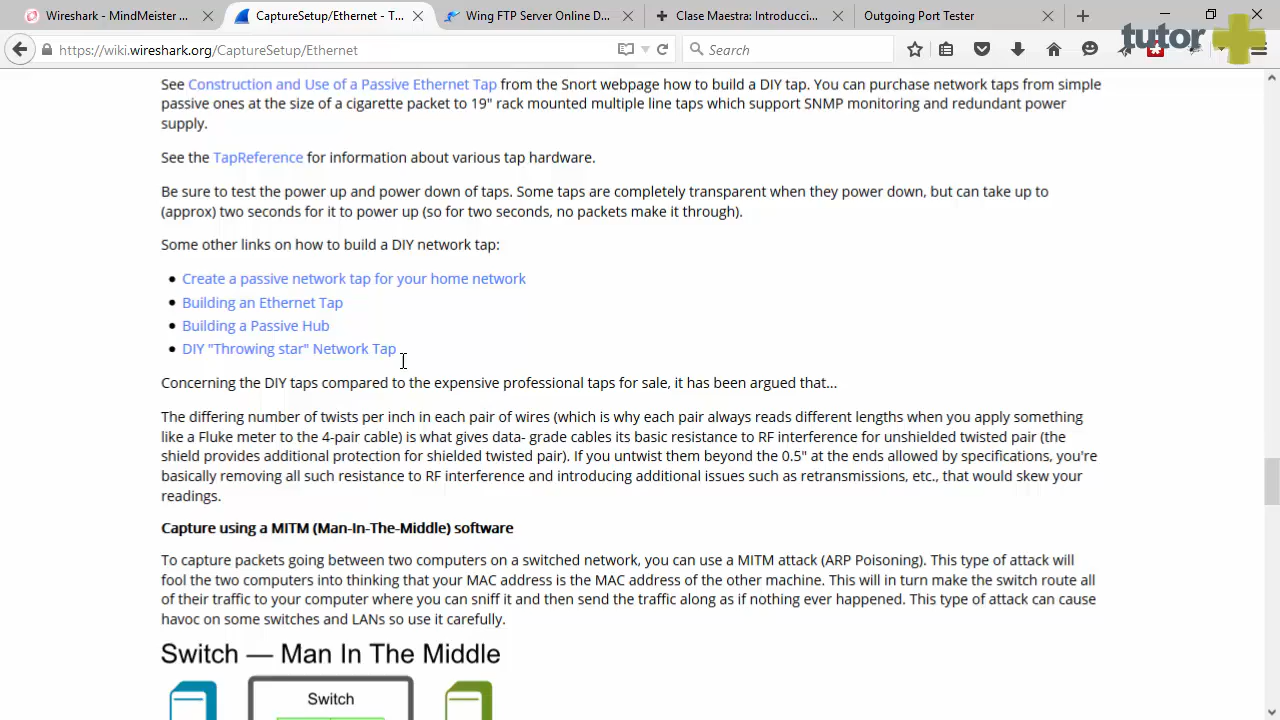 Wireshark - MindMeister ...
CaptureSetup/Ethernet - T...
Wing FTP Server Online D...
Clase Maestra: Introducci...
Outgoing Port Tester
https://wiki.wireshark.org/CaptureSetup/Ethernet
Search
tutor
See Construction and Use of a Passive Ethernet Tap from the Snort webpage how to build a DIY tap. You can purchase network taps from simple
passive ones at the size of a cigarette packet to 19" rack mounted multiple line taps which support SNMP monitoring and redundant power
supply.
See the TapReference for information about various tap hardware.
Be sure to test the power up and power down of taps. Some taps are completely transparent when they power down, but can take up to
(approx) two seconds for it to power up (so for two seconds, no packets make it through).
Some other links on how to build a DIY network tap:
• Create a passive network tap for your home network
• Building an Ethernet Tap
• Building a Passive Hub
• DIY "Throwing star" Network Tap
Concerning the DIY taps compared to the expensive professional taps for sale, it has been argued that...
The differing number of twists per inch in each pair of wires (which is why each pair always reads different lengths when you apply something
like a Fluke meter to the 4-pair cable) is what gives data- grade cables its basic resistance to RF interference for unshielded twisted pair (the
shield provides additional protection for shielded twisted pair). If you untwist them beyond the 0.5" at the ends allowed by specifications, you're
basically removing all such resistance to RF interference and introducing additional issues such as retransmissions, etc., that would skew your
readings.
Capture using a MITM (Man-In-The-Middle) software
To capture packets going between two computers on a switched network, you can use a MITM attack (ARP Poisoning). This type of attack will
fool the two computers into thinking that your MAC address is the MAC address of the other machine. This will in turn make the switch route all
of their traffic to your computer where you can sniff it and then send the traffic along as if nothing ever happened. This type of attack can cause
havoc on some switches and LANs so use it carefully.
Switch — Man In The Middle
Switch